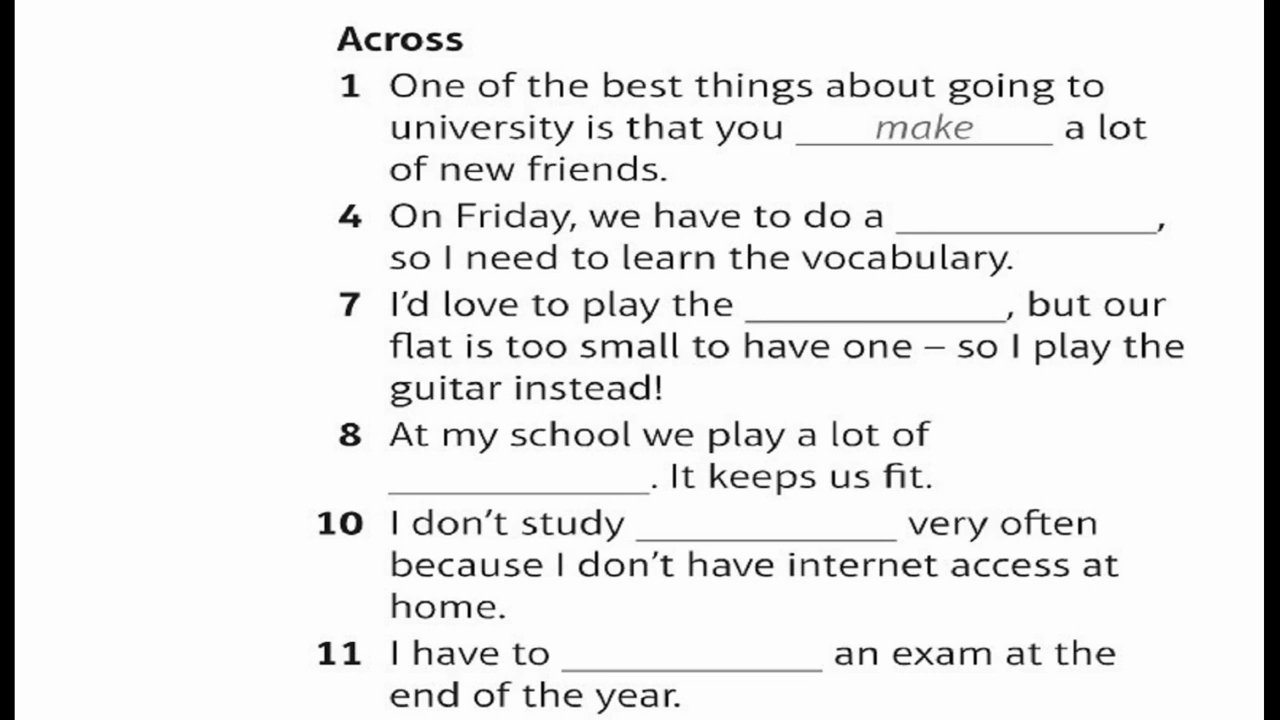 Across
1 One of the best things about going to
university is that you make a lot
of new friends.
4 On Friday, we have to do a ____________,
so I need to learn the vocabulary.
7 I'd love to play the ____________, but our
flat is too small to have one – so I play the
guitar instead!
8 At my school we play a lot of
____________. It keeps us fit.
10 I don't study ____________ very often
because I don't have internet access at
home.
11 I have to ____________ an exam at the
end of the year.